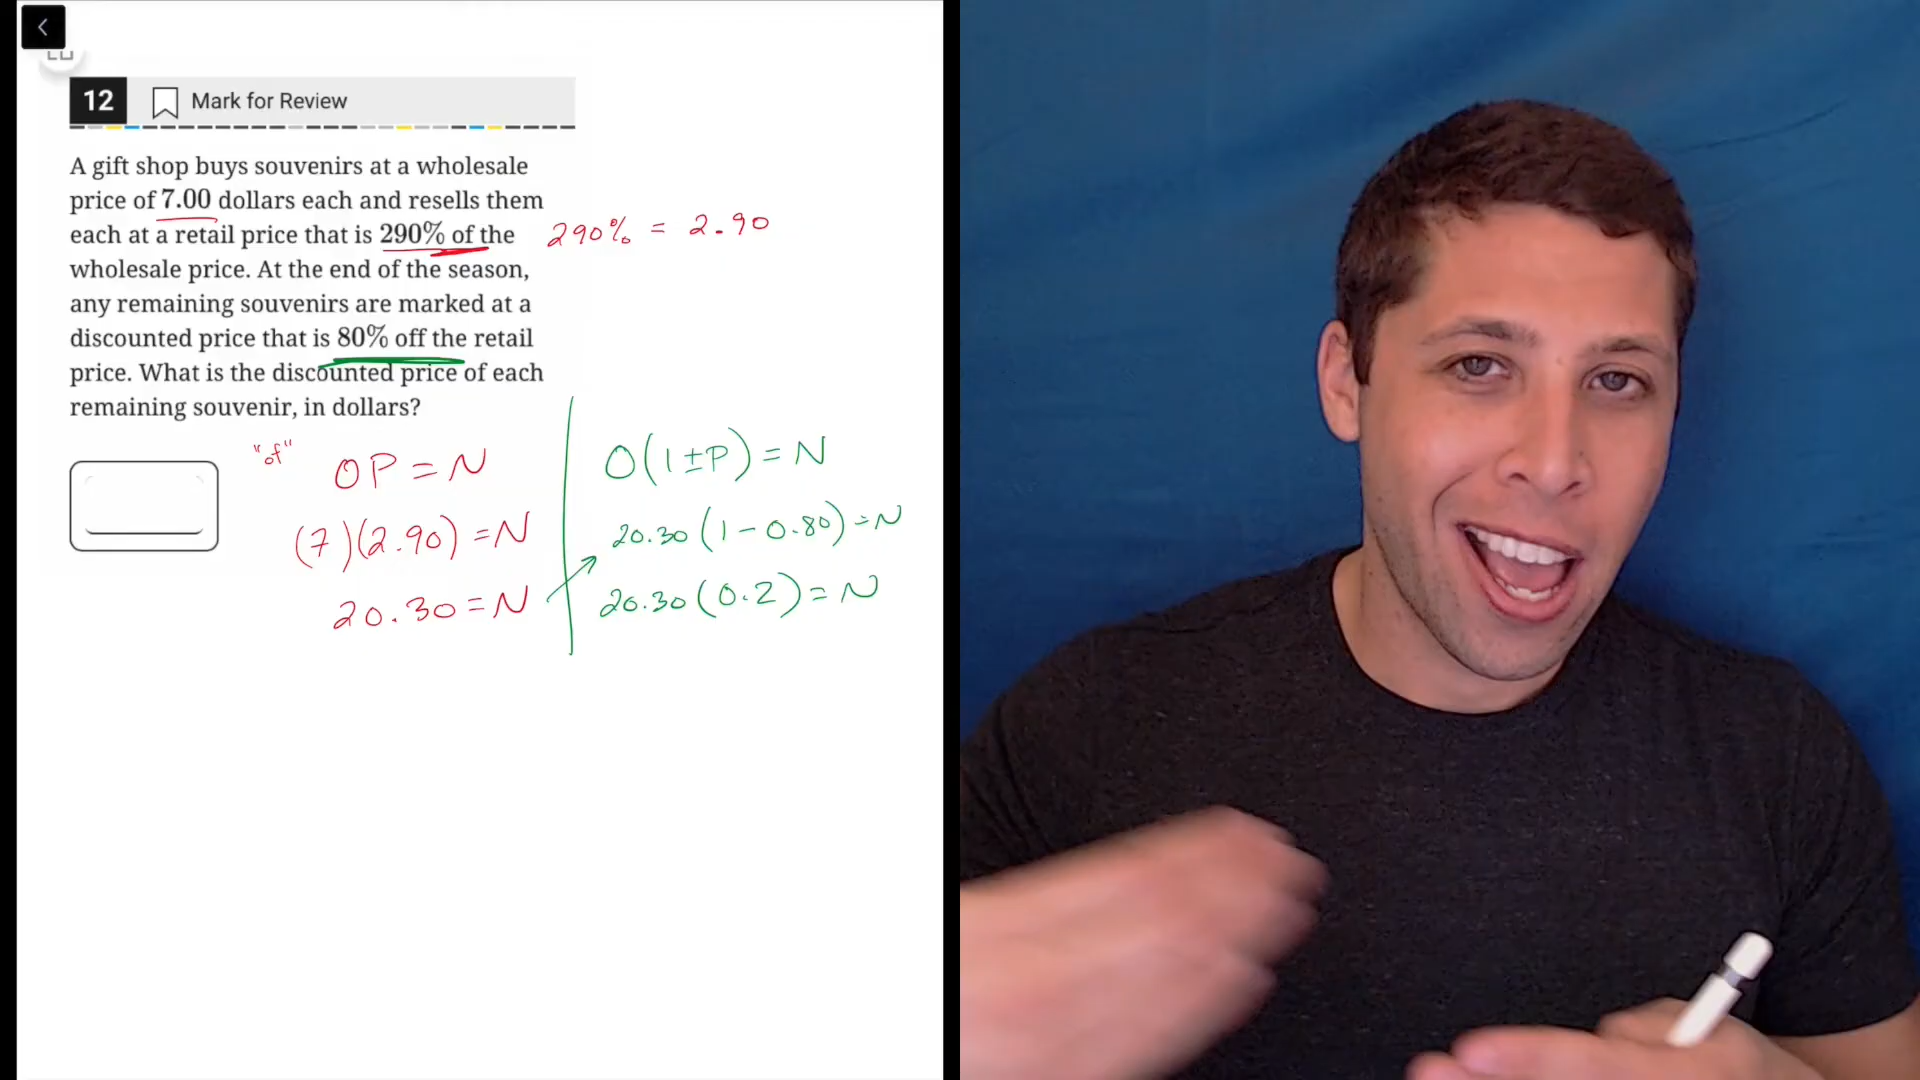 12 Mark for Review
A gift shop buys souvenirs at a wholesale
price of 7.00 dollars each and resells them
each at a retail price that is 290% of the
wholesale price. At the end of the season,
any remaining souvenirs are marked at a
discounted price that is 80% off the retail
price. What is the discounted price of each
remaining souvenir, in dollars?
290% = 2.90
"of"
OP = N
(7)(2.90) = N
20.30 = N
O(1±P) = N
20.30(1-0.80) = N
20.30(0.2) = N